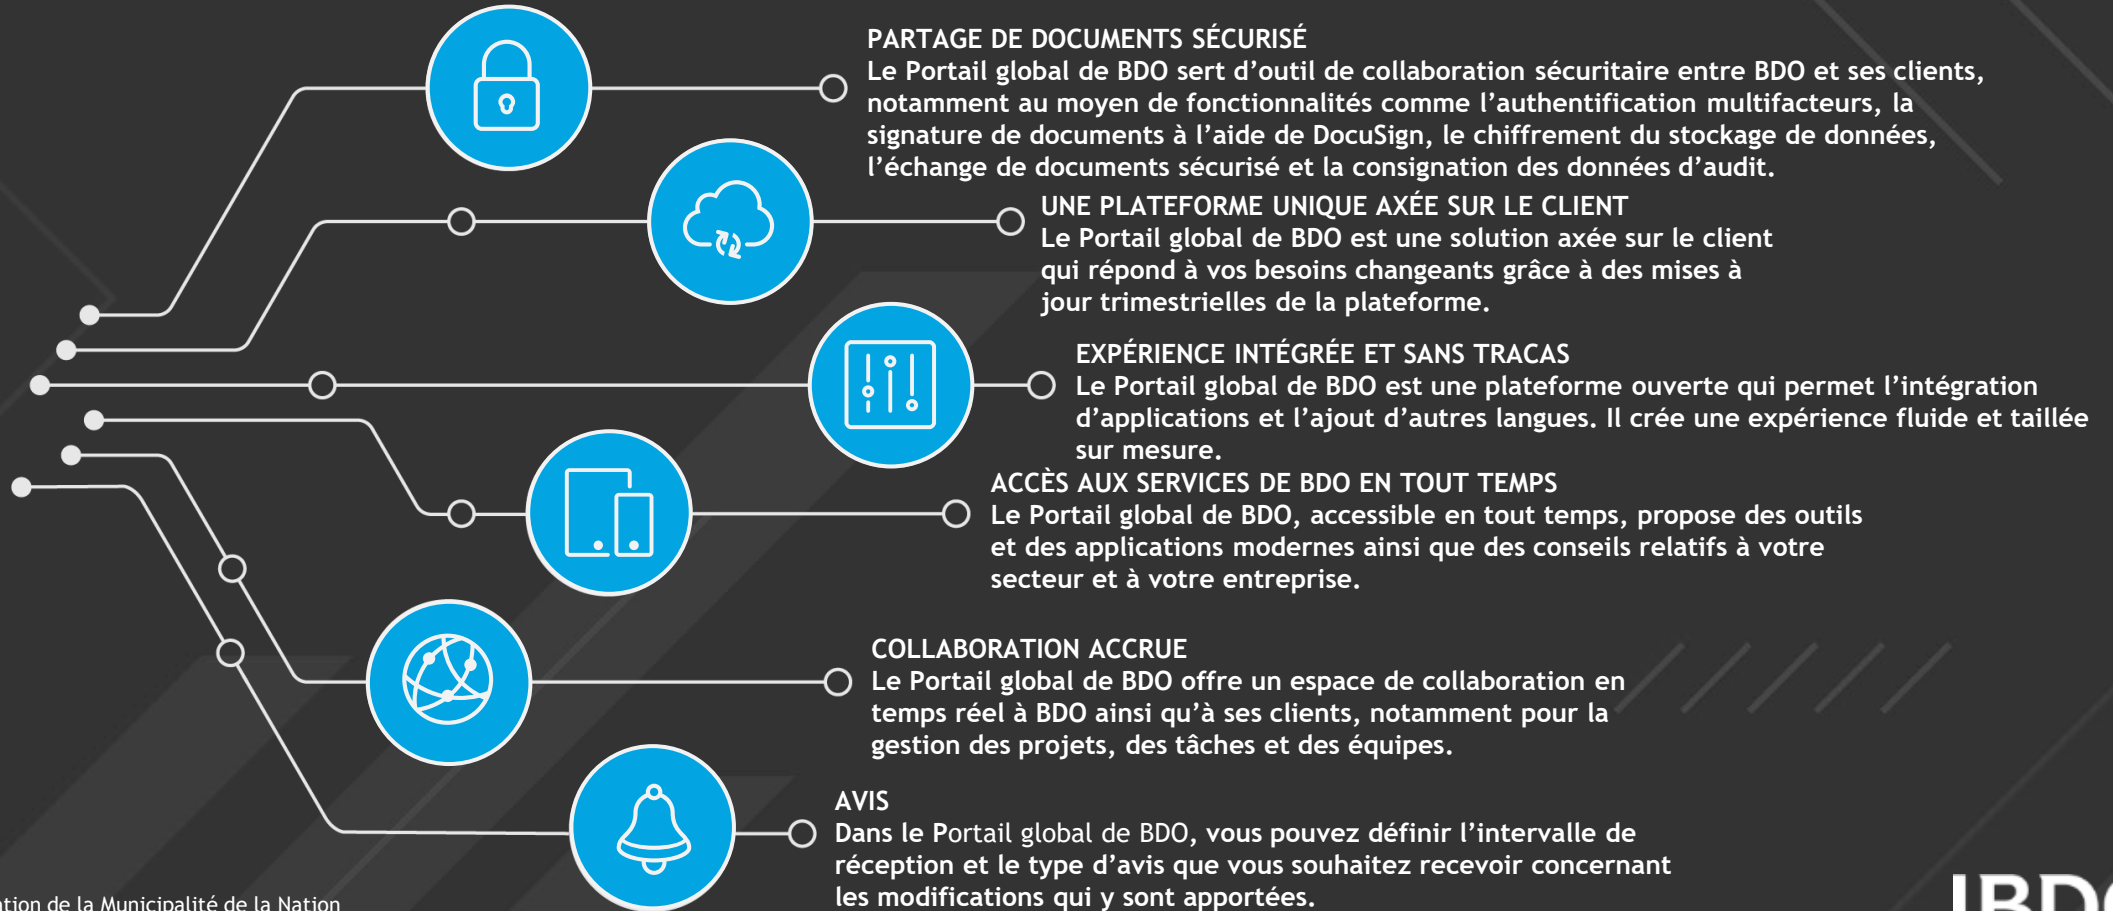 PARTAGE DE DOCUMENTS SÉCURISÉ
Le Portail global de BDO sert d’outil de collaboration sécuritaire entre BDO et ses clients,
notamment au moyen de fonctionnalités comme l’authentification multifacteurs, la
signature de documents à l’aide de DocuSign, le chiffrement du stockage de données,
l’échange de documents sécurisé et la consignation des données d’audit.
UNE PLATEFORME UNIQUE AXÉE SUR LE CLIENT
Le Portail global de BDO est une solution axée sur le client
qui répond à vos besoins changeants grâce à des mises à
jour trimestrielles de la plateforme.
EXPÉRIENCE INTÉGRÉE ET SANS TRACAS
Le Portail global de BDO est une plateforme ouverte qui permet l’intégration
d’applications et l’ajout d’autres langues. Il crée une expérience fluide et taillée
sur mesure.
ACCÈS AUX SERVICES DE BDO EN TOUT TEMPS
Le Portail global de BDO, accessible en tout temps, propose des outils
et des applications modernes ainsi que des conseils relatifs à votre
secteur et à votre entreprise.
COLLABORATION ACCRUE
Le Portail global de BDO offre un espace de collaboration en
temps réel à BDO ainsi qu’à ses clients, notamment pour la
gestion des projets, des tâches et des équipes.
AVIS
Dans le Portail global de BDO, vous pouvez définir l’intervalle de
réception et le type d’avis que vous souhaitez recevoir concernant
les modifications qui y sont apportées.
de la Municipalité de la Nation
BDO